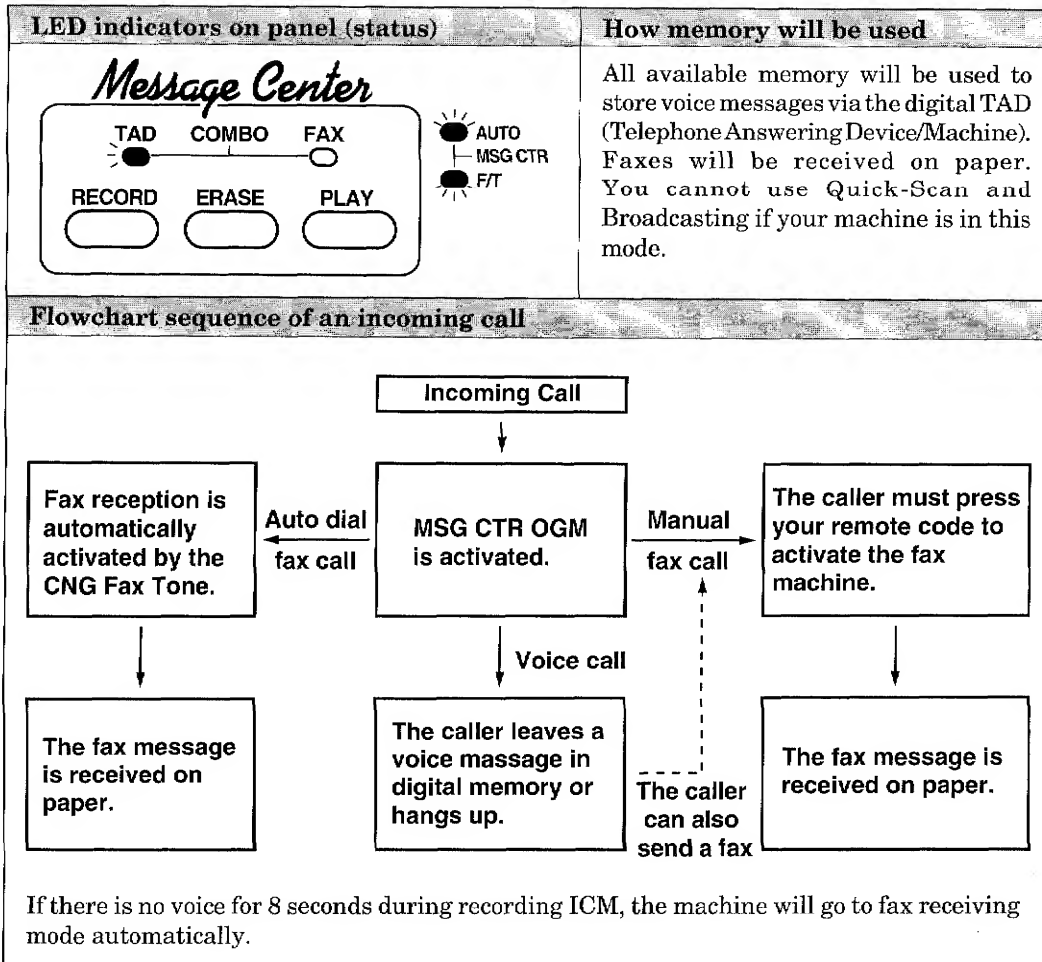 LED indicators on panel (status)
How memory will be used
Message Center
TAD COMBO FAX
AUTO
MSG CTR
F/T
RECORD ERASE PLAY
All available memory will be used to
store voice messages via the digital TAD
(Telephone Answering Device/Machine).
Faxes will be received on paper.
You cannot use Quick-Scan and
Broadcasting if your machine is in this
mode.
Flowchart sequence of an incoming call
Incoming Call
Fax reception is
automatically
activated by the
CNG Fax Tone.
Auto dial
fax call
MSG CTR OGM
is activated.
Manual
fax call
The caller must press
your remote code to
activate the fax
machine.
Voice call
The fax message
is received on
paper.
The caller leaves a
voice massage in
digital memory or
hangs up.
The caller
can also
send a fax
The fax message is
received on paper.
If there is no voice for 8 seconds during recording ICM, the machine will go to fax receiving
mode automatically.